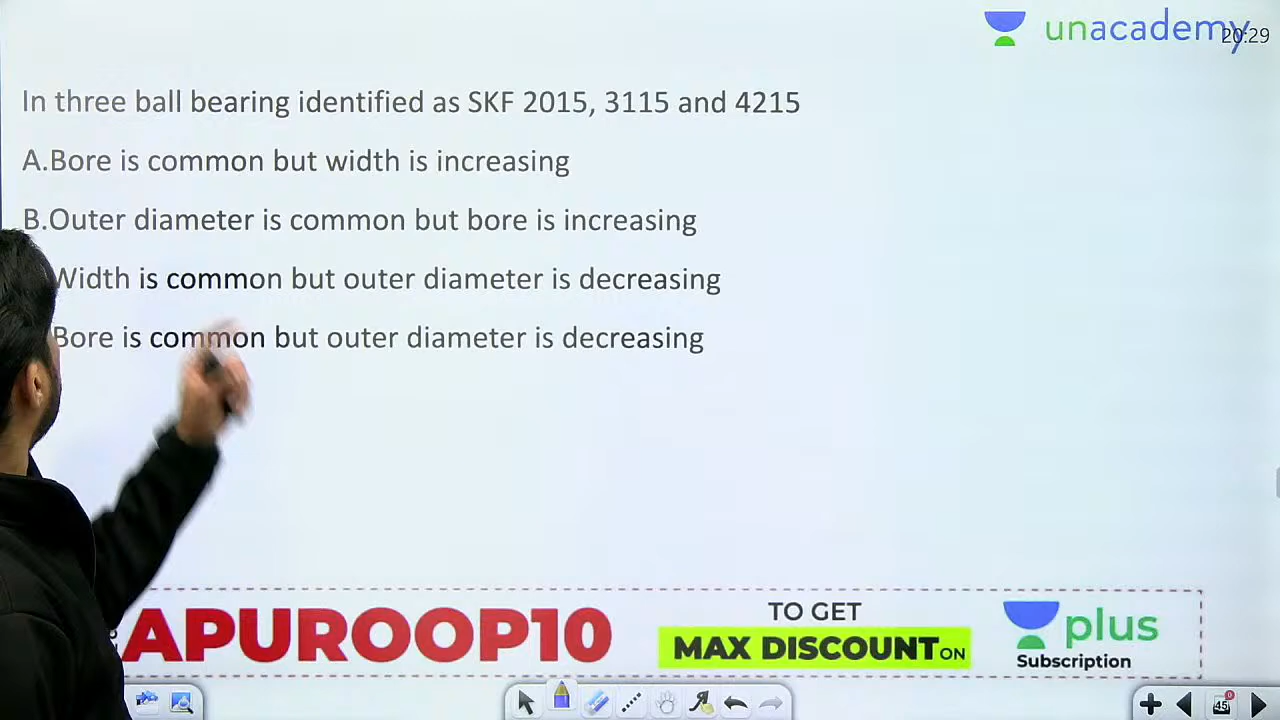 unacademy
20:29
In three ball bearing identified as SKF 2015, 3115 and 4215
A.Bore is common but width is increasing
B.Outer diameter is common but bore is increasing
Width is common but outer diameter is decreasing
Bore is common but outer diameter is decreasing
APUROOP10
TO GET
MAX DISCOUNT ON
plus
Subscription
45
0